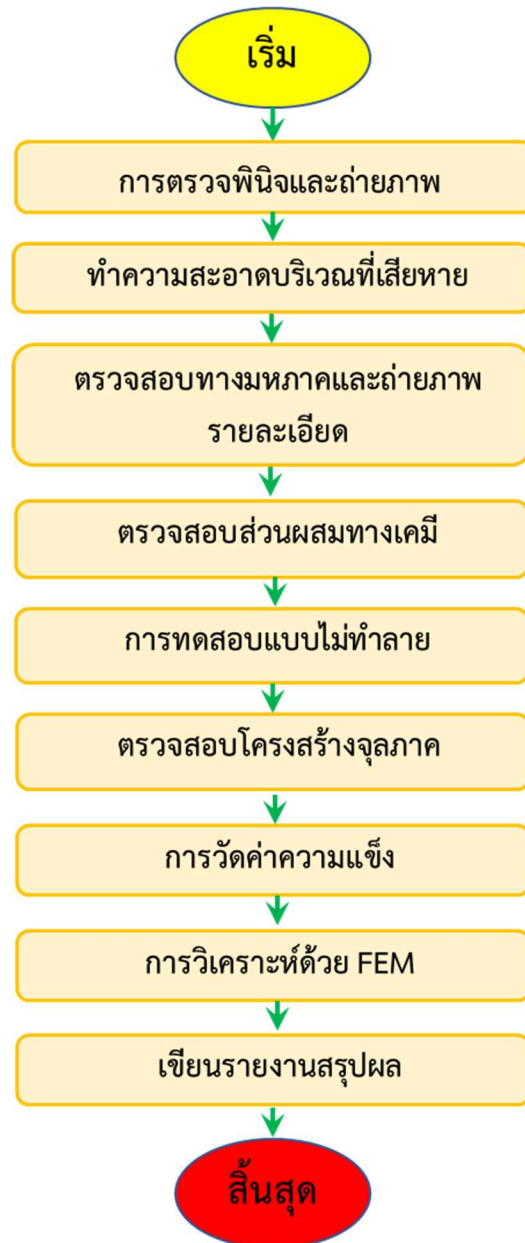 เริ่ม
การตรวจพินิจและถ่ายภาพ
ทำความสะอาดบริเวณที่เสียหาย
ตรวจสอบทางมหภาคและถ่ายภาพ
รายละเอียด
ตรวจสอบส่วนผสมทางเคมี
การทดสอบแบบไม่ทำลาย
ตรวจสอบโครงสร้างจุลภาค
การวัดค่าความแข็ง
การวิเคราะห์ด้วย FEM
เขียนรายงานสรุปผล
สิ้นสุด